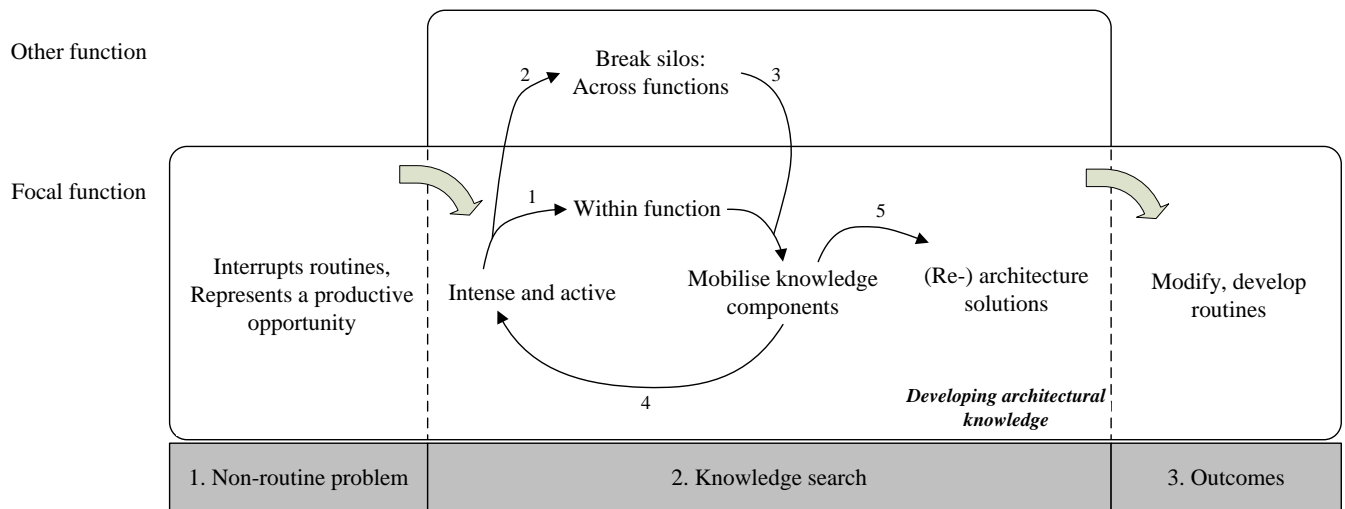 Other function
Break silos:
Across functions
2
3
Focal function
1
Within function
5
Interrupts routines,
Represents a productive
opportunity
Intense and active
Mobilise knowledge
components
(Re-) architecture
solutions
Modify, develop
routines
4
Developing architectural
knowledge
1. Non-routine problem
2. Knowledge search
3. Outcomes